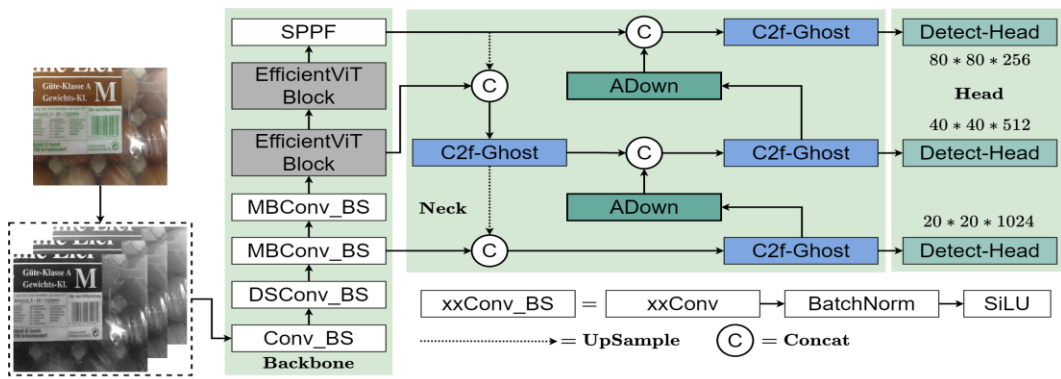 SPPF
EfficientViT
Block
EfficientViT
Block
MBConv_BS
MBConv_BS
DSConv_BS
Conv_BS
Backbone
Güte-Klasse A
Gewichts-Kl. M
Güte-Klasse A
Gewichts-Kl. M
C
C2f-Ghost
Detect-Head
80 * 80 * 256
C
ADown
Head
40 * 40 * 512
C2f-Ghost
C
C2f-Ghost
Detect-Head
Neck
ADown
20 * 20 * 1024
C
C2f-Ghost
Detect-Head
xxConv_BS = xxConv BatchNorm SiLU
= UpSample C = Concat